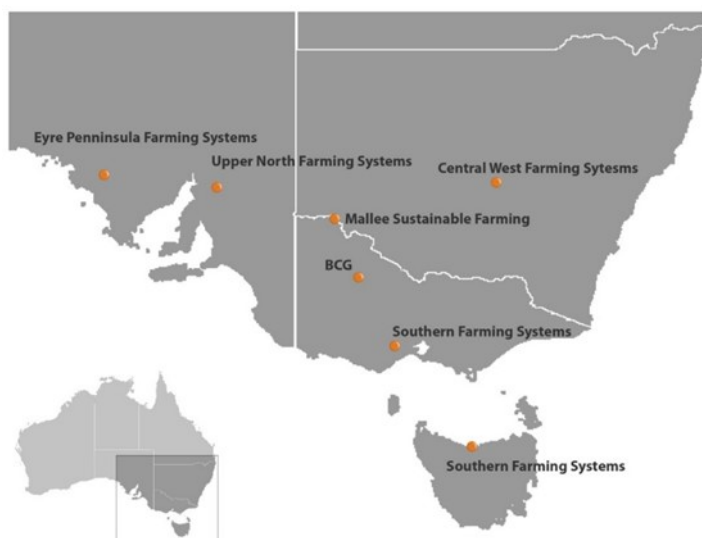 Eyre Penninsula Farming Systems
Upper North Farming Systems
Central West Farming Sytesms
Mallee Sustainable Farming
BCG
Southern Farming Systems
Southern Farming Systems